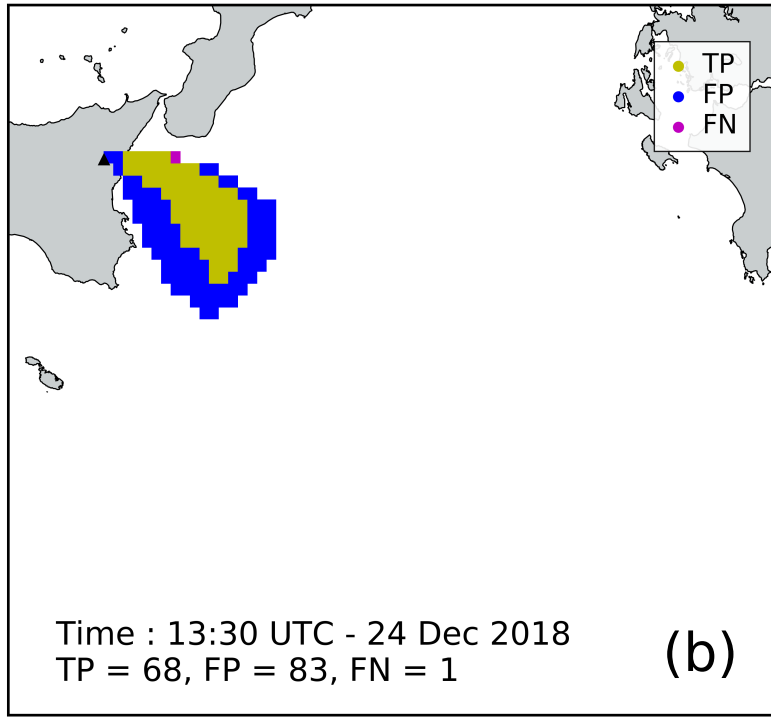 TP
FP
FN
Time : 13:30 UTC - 24 Dec 2018
TP = 68, FP = 83, FN = 1
(b)